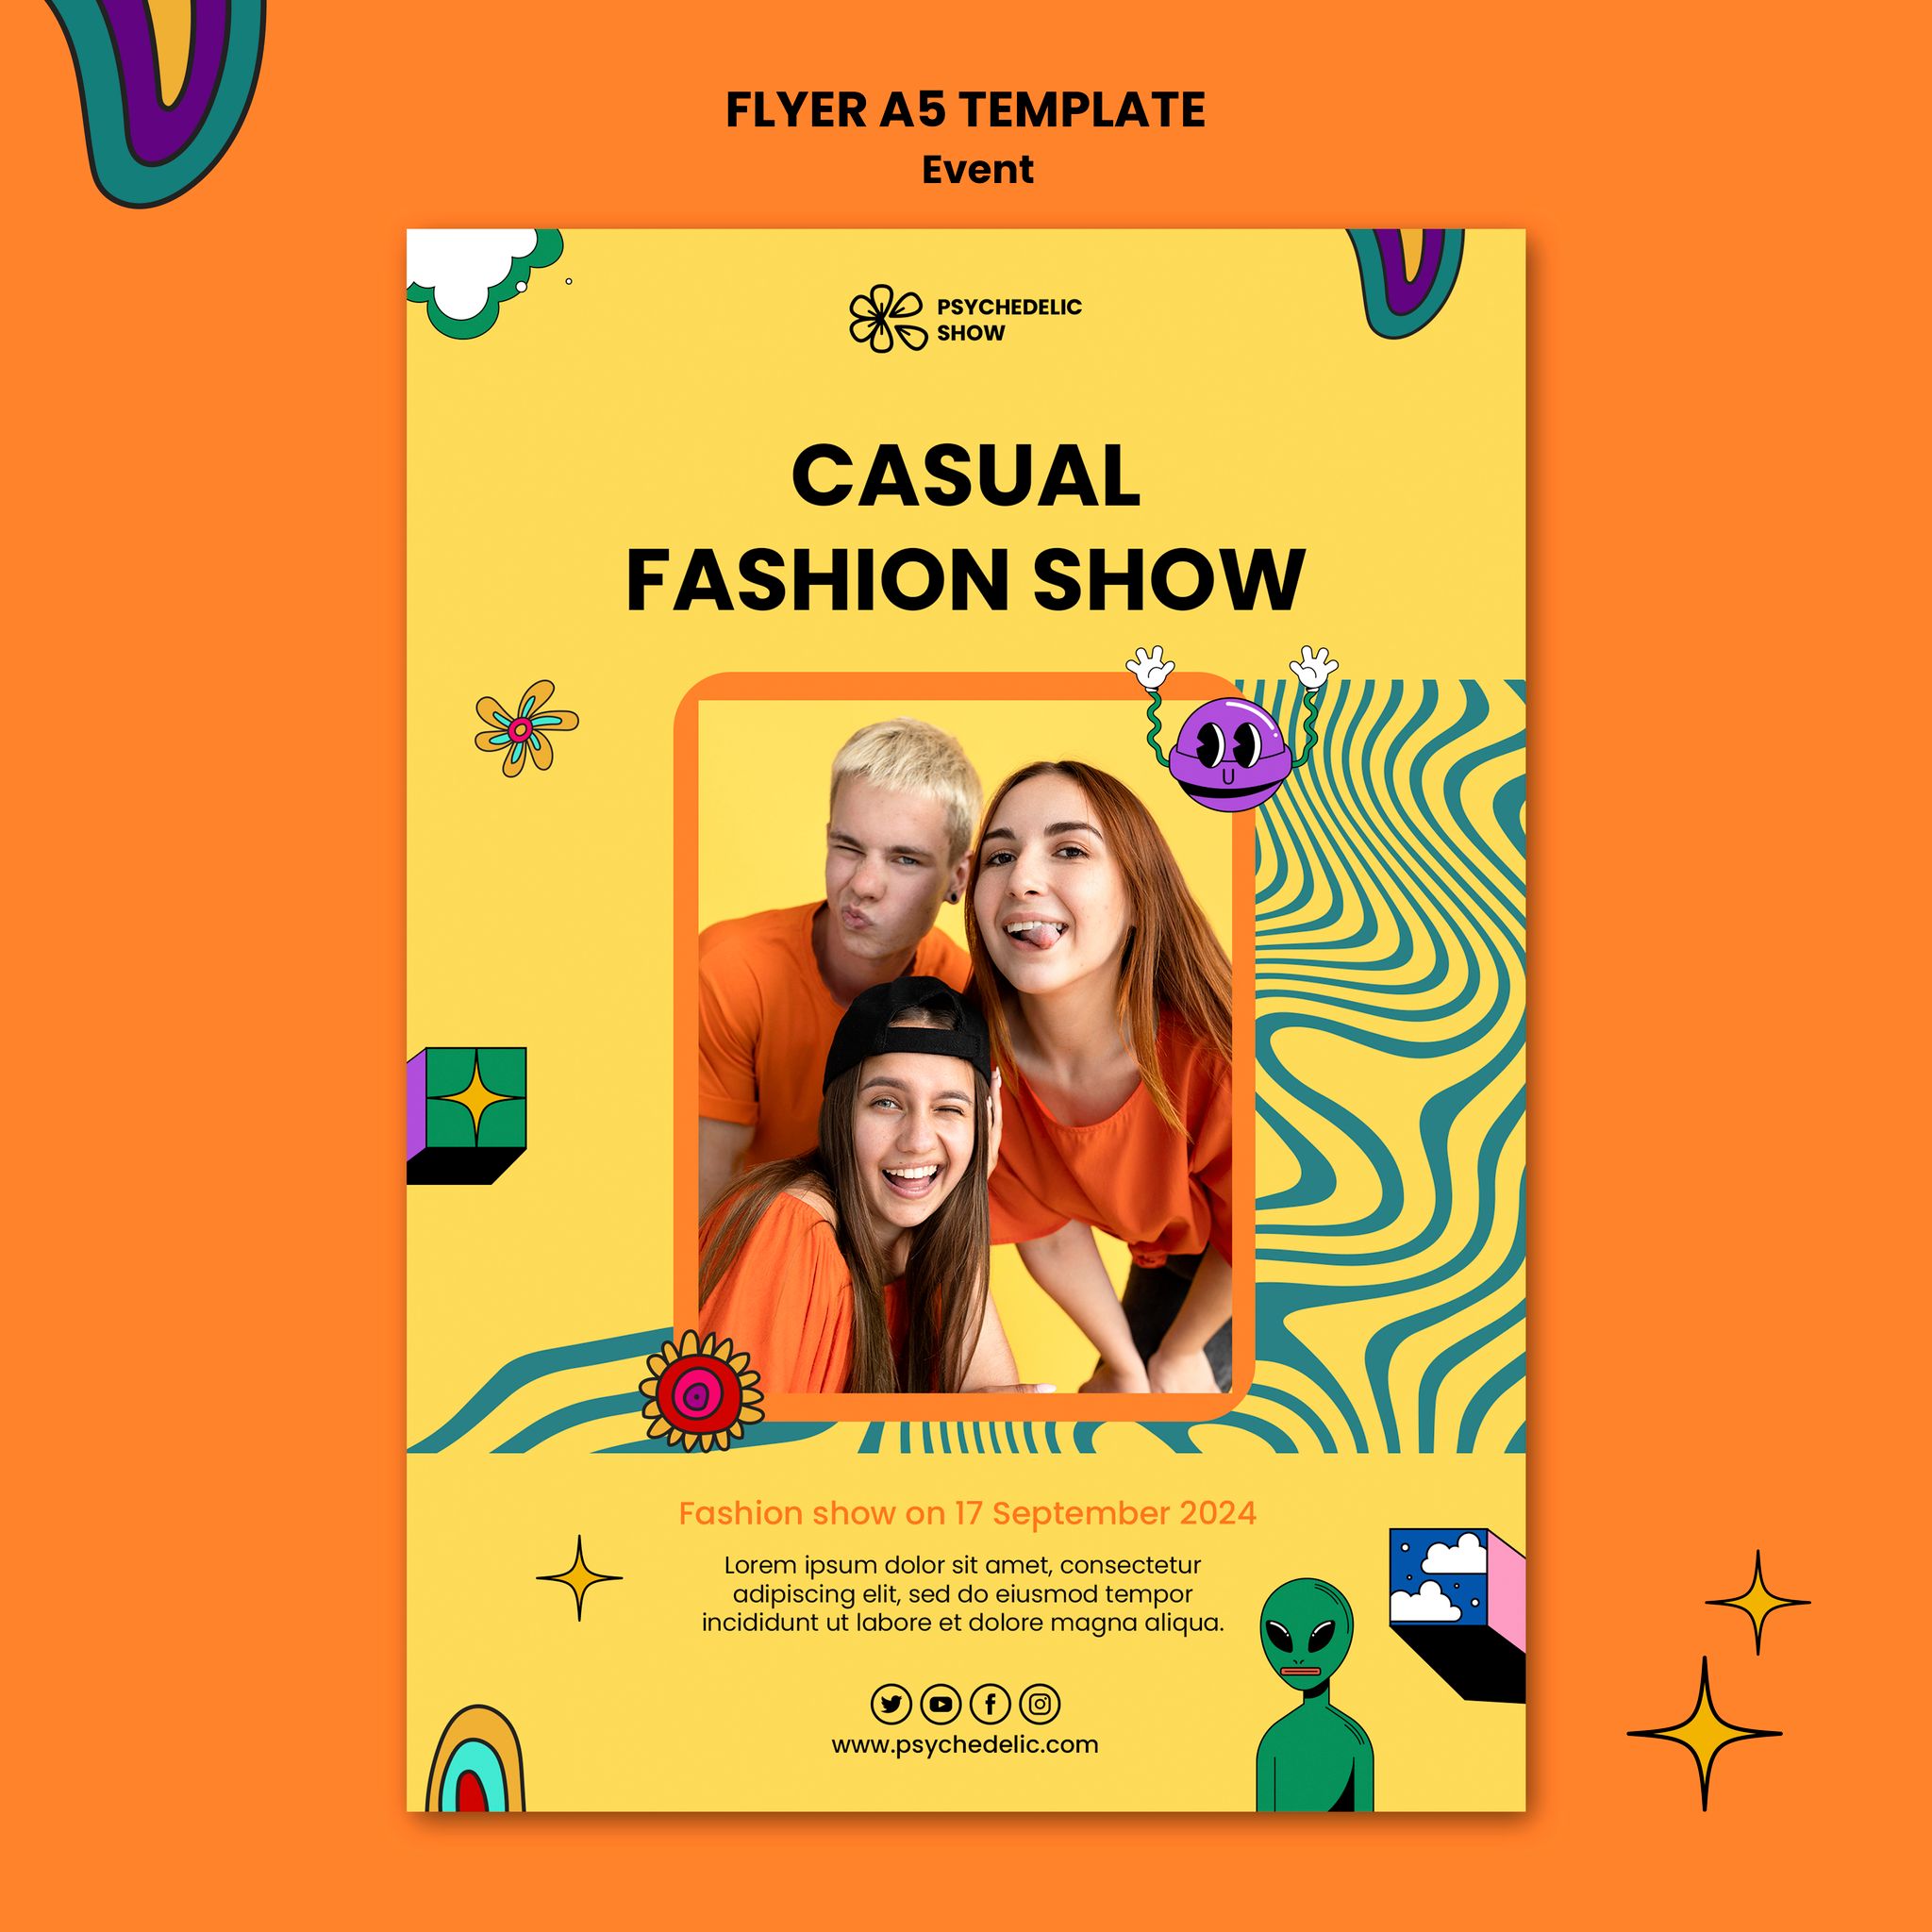 FLYER A5 TEMPLATE
Event
PSYCHEDELIC
SHOW
CASUAL
FASHION SHOW
Fashion show on 17 September 2024
Lorem ipsum dolor sit amet, consectetur
adipiscing elit, sed do eiusmod tempor
incididunt ut labore et dolore magna aliqua.
www.psychedelic.com